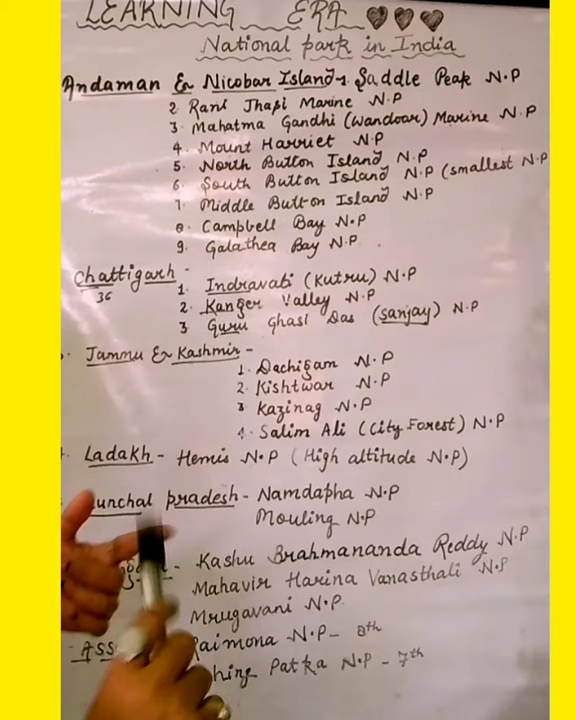 LEARNING ERA
National park in India
Andaman & Nicobar Island - 1 Saddle Peak N.P
2 Rani Jhapi Marine N.P
3. Mahatma Gandhi (Wandoor) Marine N.P
4. Mount Harriet N.P
5. North Button Island N.P
6. South Button Island N.P (smallest N.P
7. Middle Button Island N.P
8 Campbell Bay N.P
9. Galathea Bay N.P.
Chattigarh -
36
1. Indravati (Kutru) N.P
2. Kanger Valley N.P
3 Guru Ghasi Das (Sanjay) N.P
Jammu & Kashmir -
1. Dachigam N.P
2. Kishtwar N.P
3 Kazinag N.P
4. Salim Ali (City Forest) N.P
Ladakh - Hemis N.P (High altitude N.P)
unchal pradesh - Namdapha N.P
Mouling N.P
Kashu Brahmananda Reddy N.P
Mahavir Harina Vanasthali N.P
Mrugavani N.P.
ASS Raimona N.P - 8th
hing Patka N.P - 7th